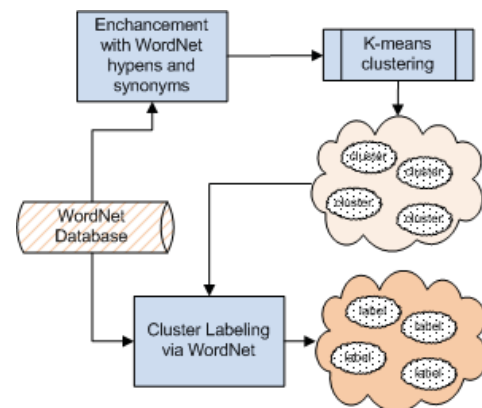 Enchancement
with WordNet
hypens and
synonyms
K-means
clustering
cluster
cluster
cluster
cluster
WordNet
Database
Cluster Labeling
via WordNet
label
label
label
label